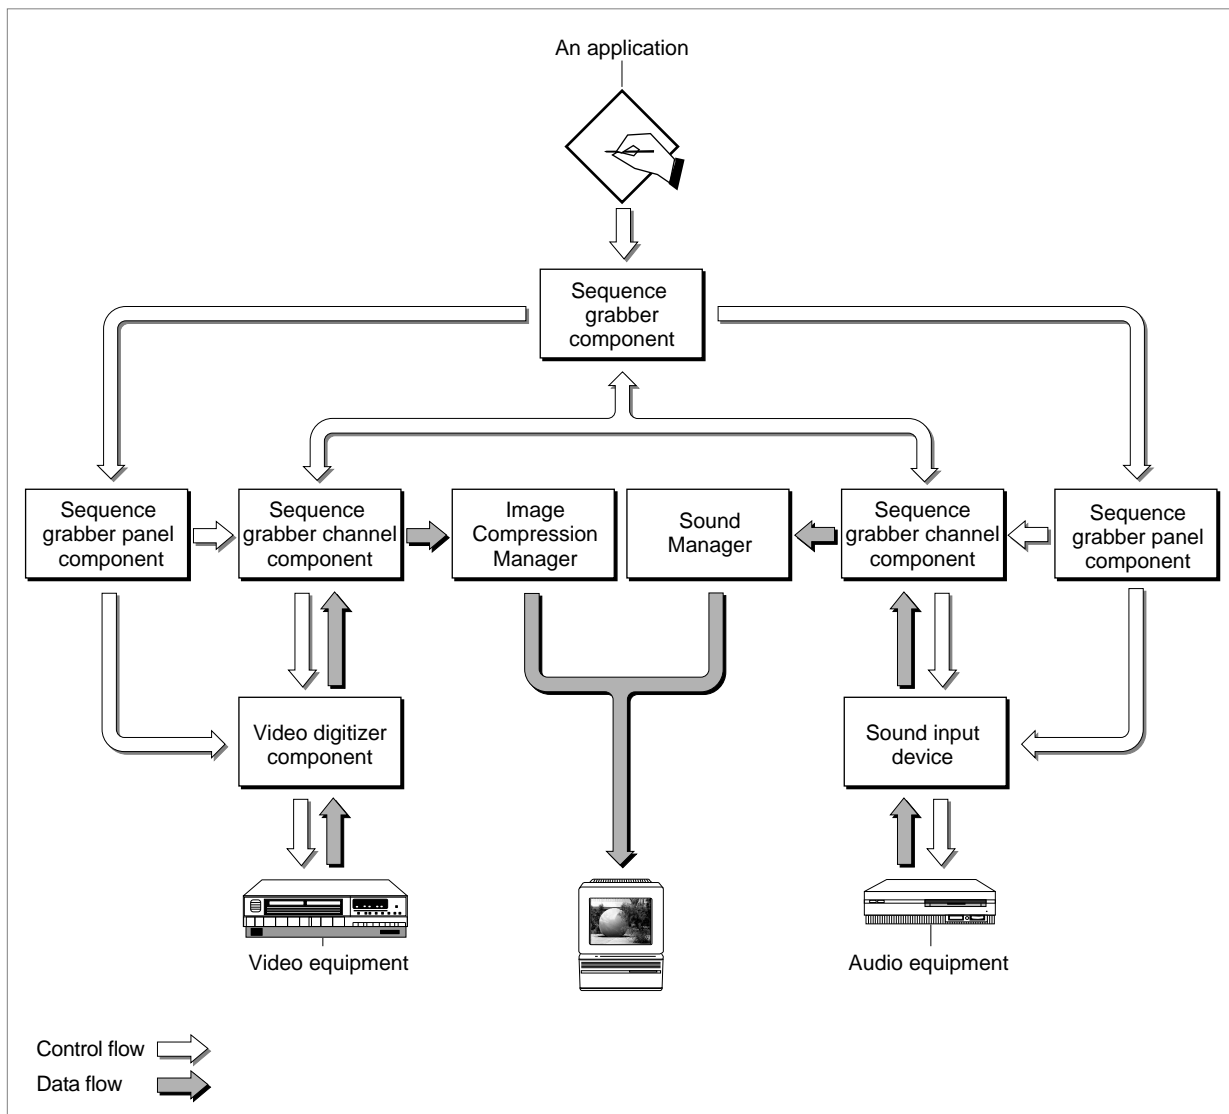 An application
Sequence
grabber
component
Sequence
grabber panel
component
Sequence
grabber channel
component
Image
Compression
Manager
Sound
Manager
Sequence
grabber channel
component
Sequence
grabber panel
component
Video digitizer
component
Sound input
device
Video equipment
Audio equipment
Control flow
Data flow